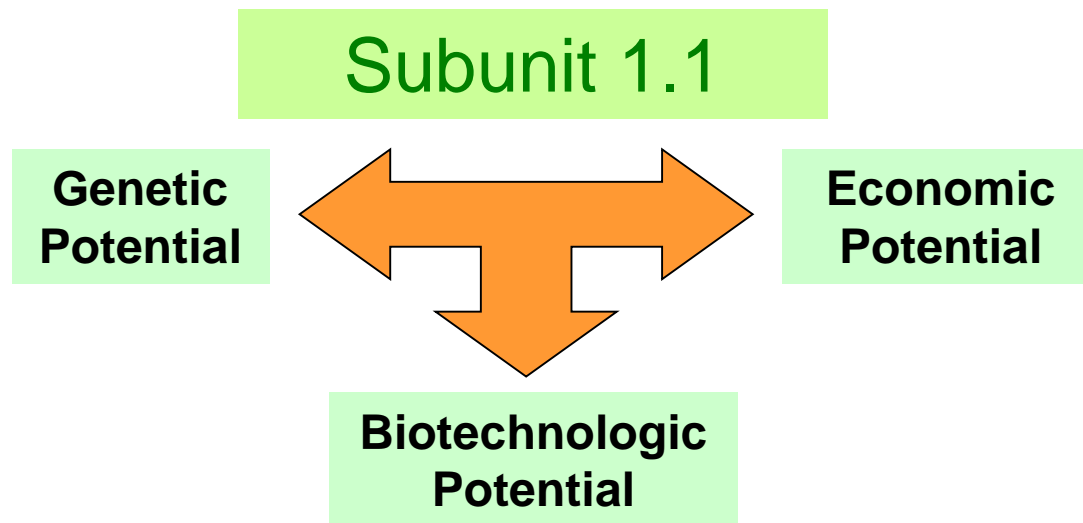 Subunit 1.1
Genetic
Potential
Economic
Potential
Biotechnologic
Potential